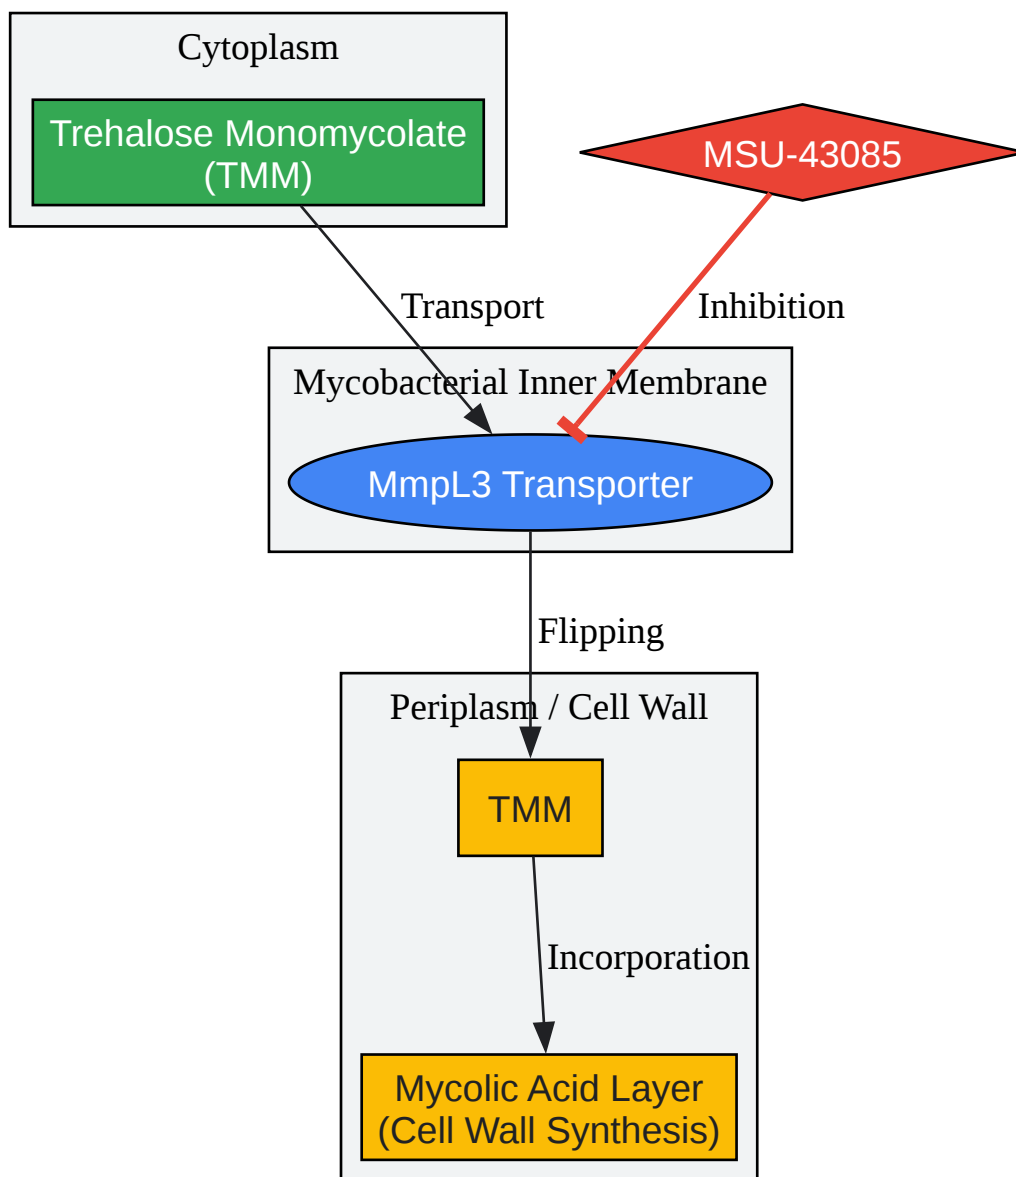 Cytoplasm
Trehalose Monomycolate
(TMM)
MSU-43085
Transport
Inhibition
Mycobacterial Inner Membrane
MmpL3 Transporter
Flipping
Periplasm / Cell Wall
TMM
Incorporation
Mycolic Acid Layer
(Cell Wall Synthesis)